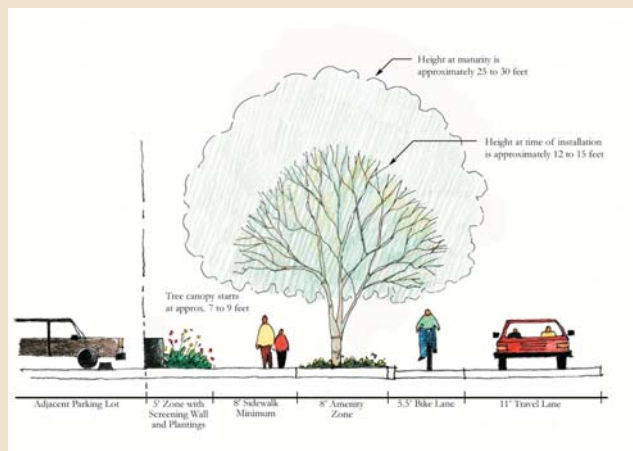 Height at maturity is
approximately 25 to 30 feet
Height at time of installation
is approximately 12 to 15 feet
Tree canopy starts
at approx. 7 to 9 feet
Adjacent Parking Lot
5' Zone with
Screening Wall
and Plantings
8' Sidewalk
Minimum
8' Amenity
Zone
5.5' Bike Lane
11' Travel Lane